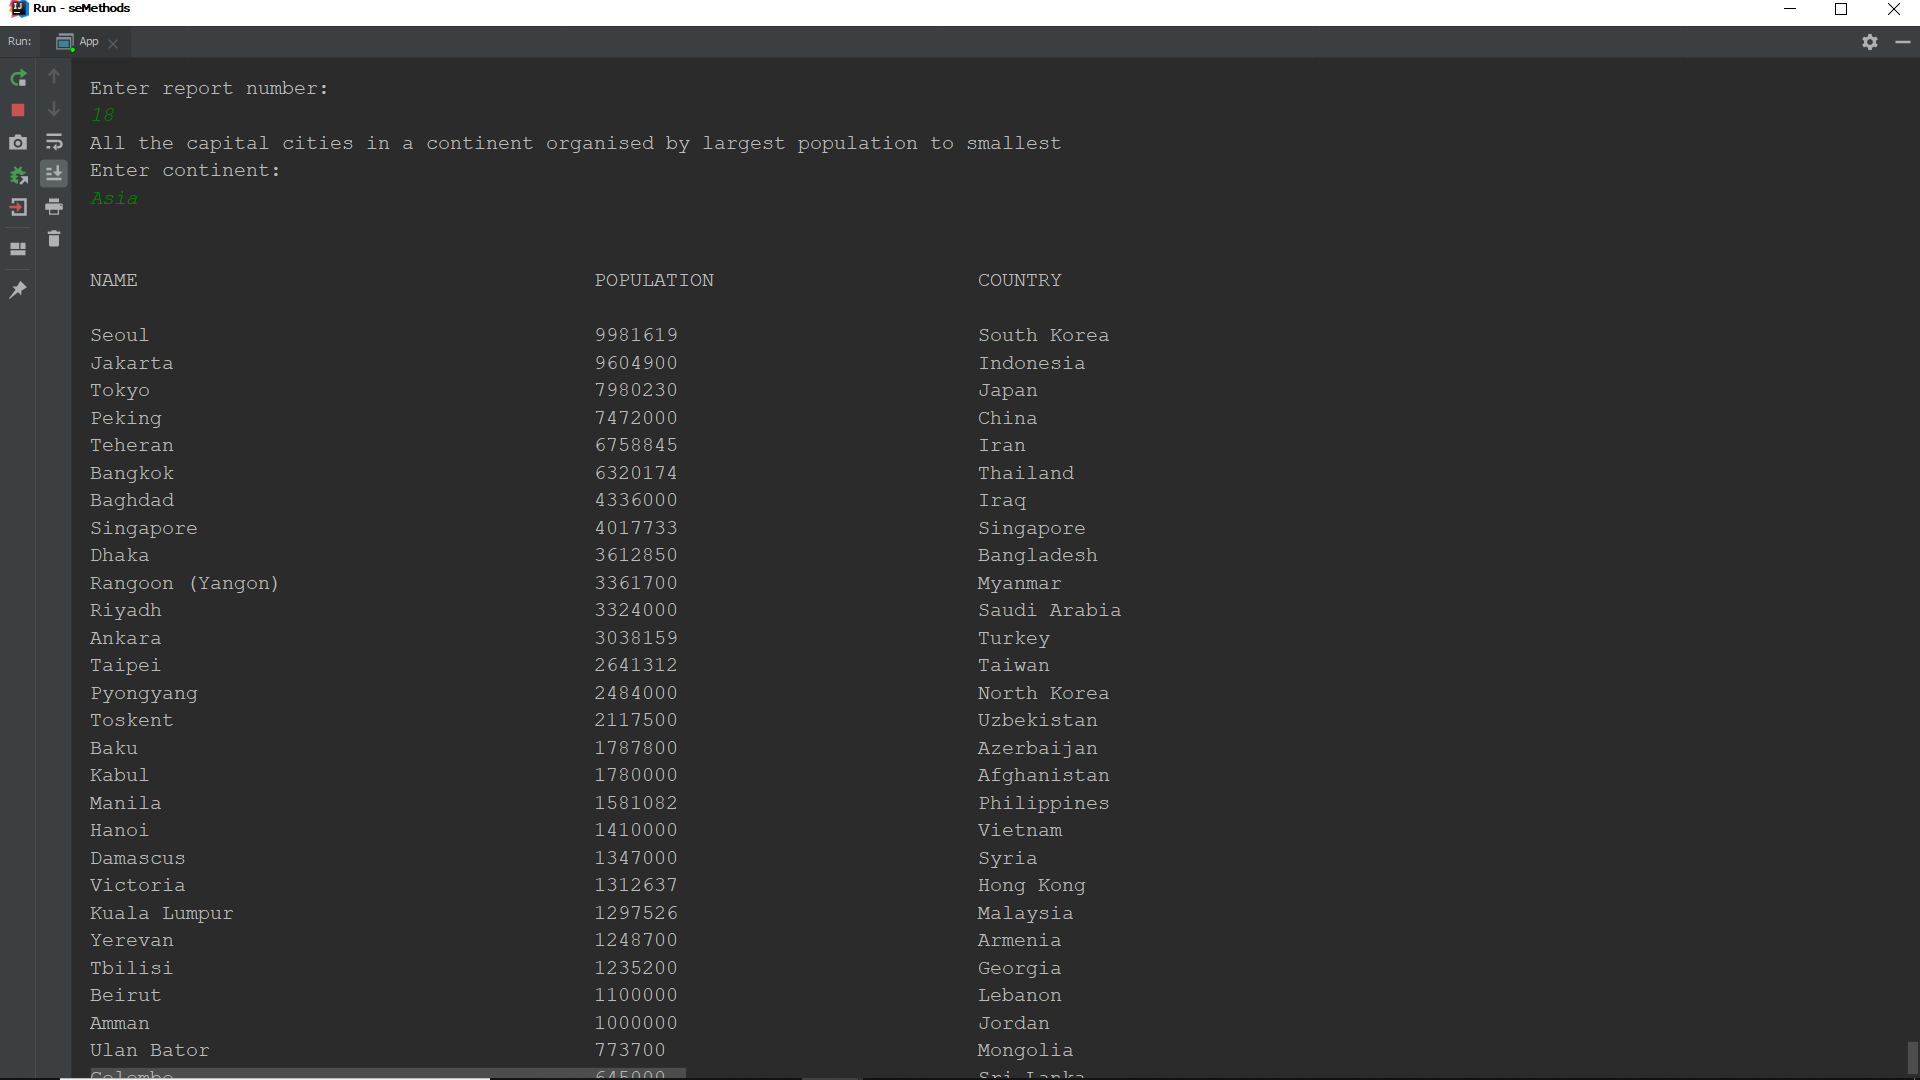 Run - seMethods
Run: App
Enter report number:
18
All the capital cities in a continent organised by largest population to smallest
Enter continent:
Asia
NAME POPULATION COUNTRY
Seoul 9981619 South Korea
Jakarta 9604900 Indonesia
Tokyo 7980230 Japan
Peking 7472000 China
Teheran 6758845 Iran
Bangkok 6320174 Thailand
Baghdad 4336000 Iraq
Singapore 4017733 Singapore
Dhaka 3612850 Bangladesh
Rangoon (Yangon) 3361700 Myanmar
Riyadh 3324000 Saudi Arabia
Ankara 3038159 Turkey
Taipei 2641312 Taiwan
Pyongyang 2484000 North Korea
Toskent 2117500 Uzbekistan
Baku 1787800 Azerbaijan
Kabul 1780000 Afghanistan
Manila 1581082 Philippines
Hanoi 1410000 Vietnam
Damascus 1347000 Syria
Victoria 1312637 Hong Kong
Kuala Lumpur 1297526 Malaysia
Yerevan 1248700 Armenia
Tbilisi 1235200 Georgia
Beirut 1100000 Lebanon
Amman 1000000 Jordan
Ulan Bator 773700 Mongolia
Colombo 645000 Sri Lanka